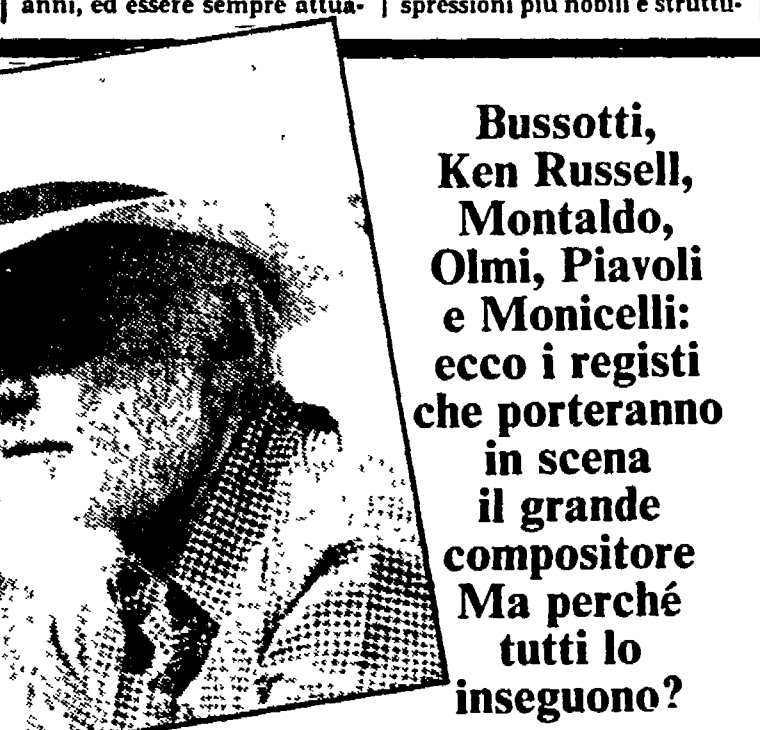 anni, ed essere sempre attua-
spressioni più nobili e struttu-
Bussotti,
Ken Russell,
Montaldo,
Olmi, Piavoli
e Monicelli:
ecco i registi
che porteranno
in scena
il grande
compositore
Ma perché
tutti lo
inseguono?